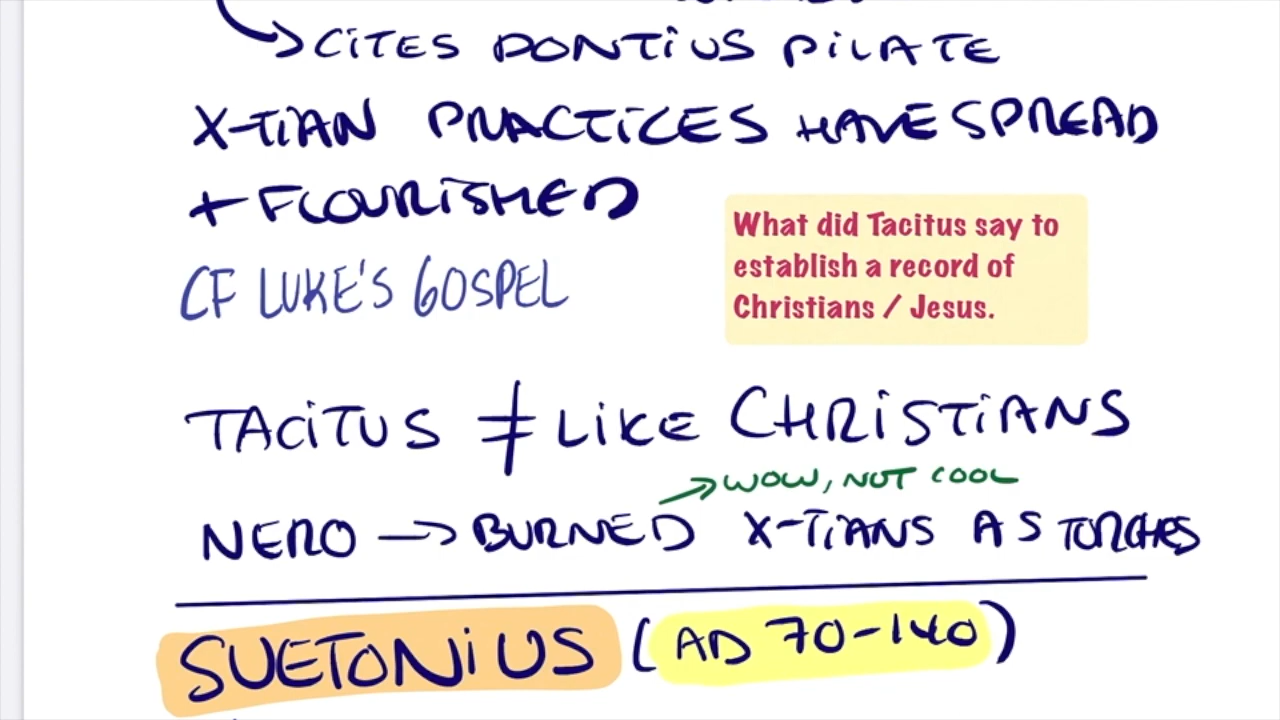 CITES PONTIUS PILATE
X-TIAN PRACTICES HAVE SPREAD
+ FLOURISHED
CF LUKE'S GOSPEL
What did Tacitus say to
establish a record of
Christians / Jesus.
TACITUS ≠ LIKE CHRISTIANS
→ WOW, NOT COOL
NERO → BURNED X-TIANS AS TORCHES
SUETONIUS (AD 70-140)